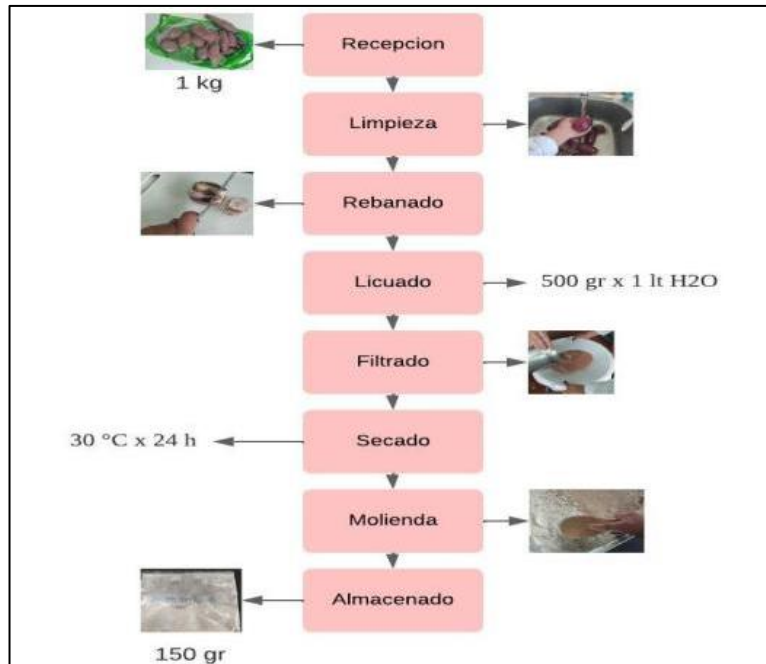 Recepcion
1 kg
Limpieza
Rebanado
Licuado
500 gr x 1 lt H2O
Filtrado
30 °C x 24 h
Secado
Molienda
Almacenado
150 gr